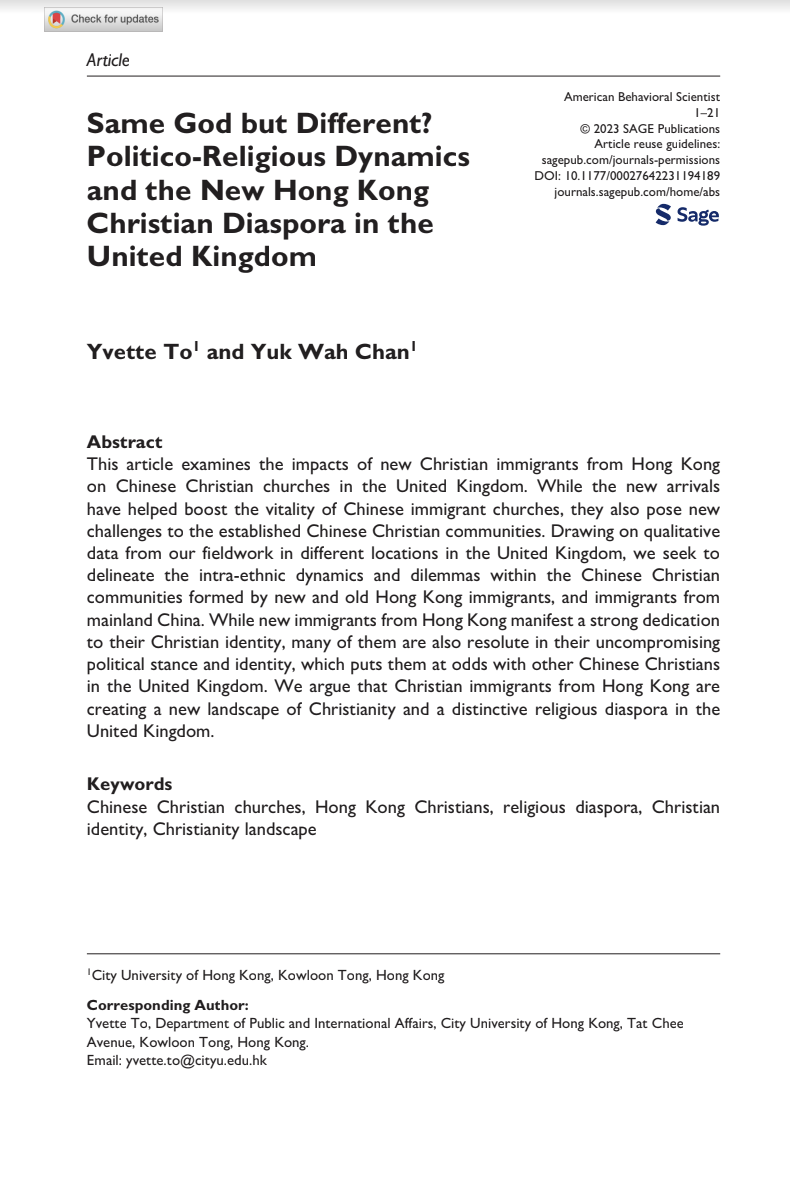 Check for updates
Article
American Behavioral Scientist
1–21
© 2023 SAGE Publications
Article reuse guidelines:
sagepub.com/journals-permissions
DOI: 10.1177/00027642231194189
journals.sagepub.com/home/abs
Sage
Same God but Different?
Politico-Religious Dynamics
and the New Hong Kong
Christian Diaspora in the
United Kingdom
Yvette To1 and Yuk Wah Chan1
Abstract
This article examines the impacts of new Christian immigrants from Hong Kong
on Chinese Christian churches in the United Kingdom. While the new arrivals
have helped boost the vitality of Chinese immigrant churches, they also pose new
challenges to the established Chinese Christian communities. Drawing on qualitative
data from our fieldwork in different locations in the United Kingdom, we seek to
delineate the intra-ethnic dynamics and dilemmas within the Chinese Christian
communities formed by new and old Hong Kong immigrants, and immigrants from
mainland China. While new immigrants from Hong Kong manifest a strong dedication
to their Christian identity, many of them are also resolute in their uncompromising
political stance and identity, which puts them at odds with other Chinese Christians
in the United Kingdom. We argue that Christian immigrants from Hong Kong are
creating a new landscape of Christianity and a distinctive religious diaspora in the
United Kingdom.
Keywords
Chinese Christian churches, Hong Kong Christians, religious diaspora, Christian
identity, Christianity landscape
1City University of Hong Kong, Kowloon Tong, Hong Kong
Corresponding Author:
Yvette To, Department of Public and International Affairs, City University of Hong Kong, Tat Chee
Avenue, Kowloon Tong, Hong Kong.
Email: yvette.to@cityu.edu.hk